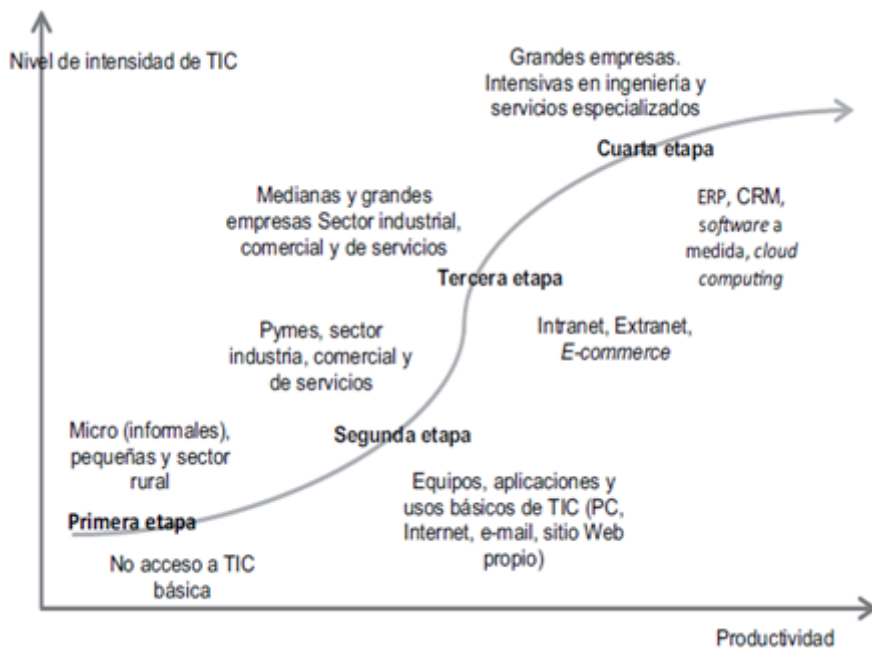 Nivel de intensidad de TIC
Grandes empresas.
Intensivas en ingeniería y
servicios especializados
Cuarta etapa
Medianas y grandes
empresas Sector industrial,
comercial y de servicios
ERP, CRM,
software a
medida, cloud
computing
Tercera etapa
Pymes, sector
industria, comercial y
de servicios
Intranet, Extranet,
E-commerce
Micro (informales),
pequeñas y sector
rural
Segunda etapa
Equipos, aplicaciones y
usos básicos de TIC (PC,
Internet, e-mail, sitio Web
propio)
Primera etapa
No acceso a TIC
básica
Productividad